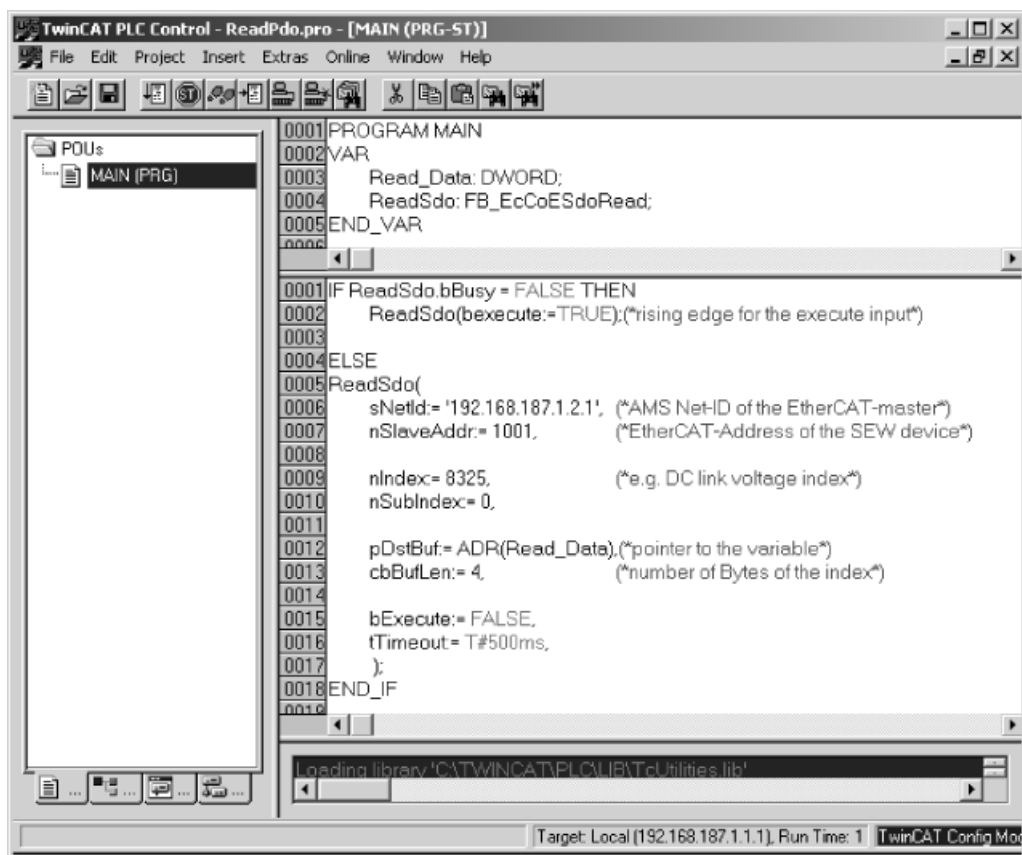 TwinCAT PLC Control - ReadPdo.pro - [MAIN (PRG-ST)]
File Edit Project Insert Extras Online Window Help
POUs
MAIN (PRG)
0001 PROGRAM MAIN
0002 VAR
0003 Read_Data: DWORD;
0004 ReadSdo: FB_EcCoESdoRead;
0005 END_VAR
0006
0001 IF ReadSdo.bBusy = FALSE THEN
0002 ReadSdo(bexecute:=TRUE);(*rising edge for the execute input*)
0003
0004 ELSE
0005 ReadSdo(
0006 sNetId:= '192.168.187.1.2.1', (*AMS Net-ID of the EtherCAT-master*)
0007 nSlaveAddr:= 1001, (*EtherCAT-Address of the SEW device*)
0008
0009 nIndex:= 8325, (*e.g. DC link voltage index*)
0010 nSubIndex:= 0,
0011
0012 pDstBuf:= ADR(Read_Data),(*pointer to the variable*)
0013 cbBufLen:= 4, (*number of Bytes of the index*)
0014
0015 bExecute:= FALSE,
0016 tTimeout:= T#500ms,
0017 );
0018 END_IF
0019
Loading library 'C:\TWINCAT\PLC\LIB\TcUtilities.lib'
... ... ... ...
Target: Local (192.168.187.1.1.1), Run Time: 1 TwinCAT Config Mod